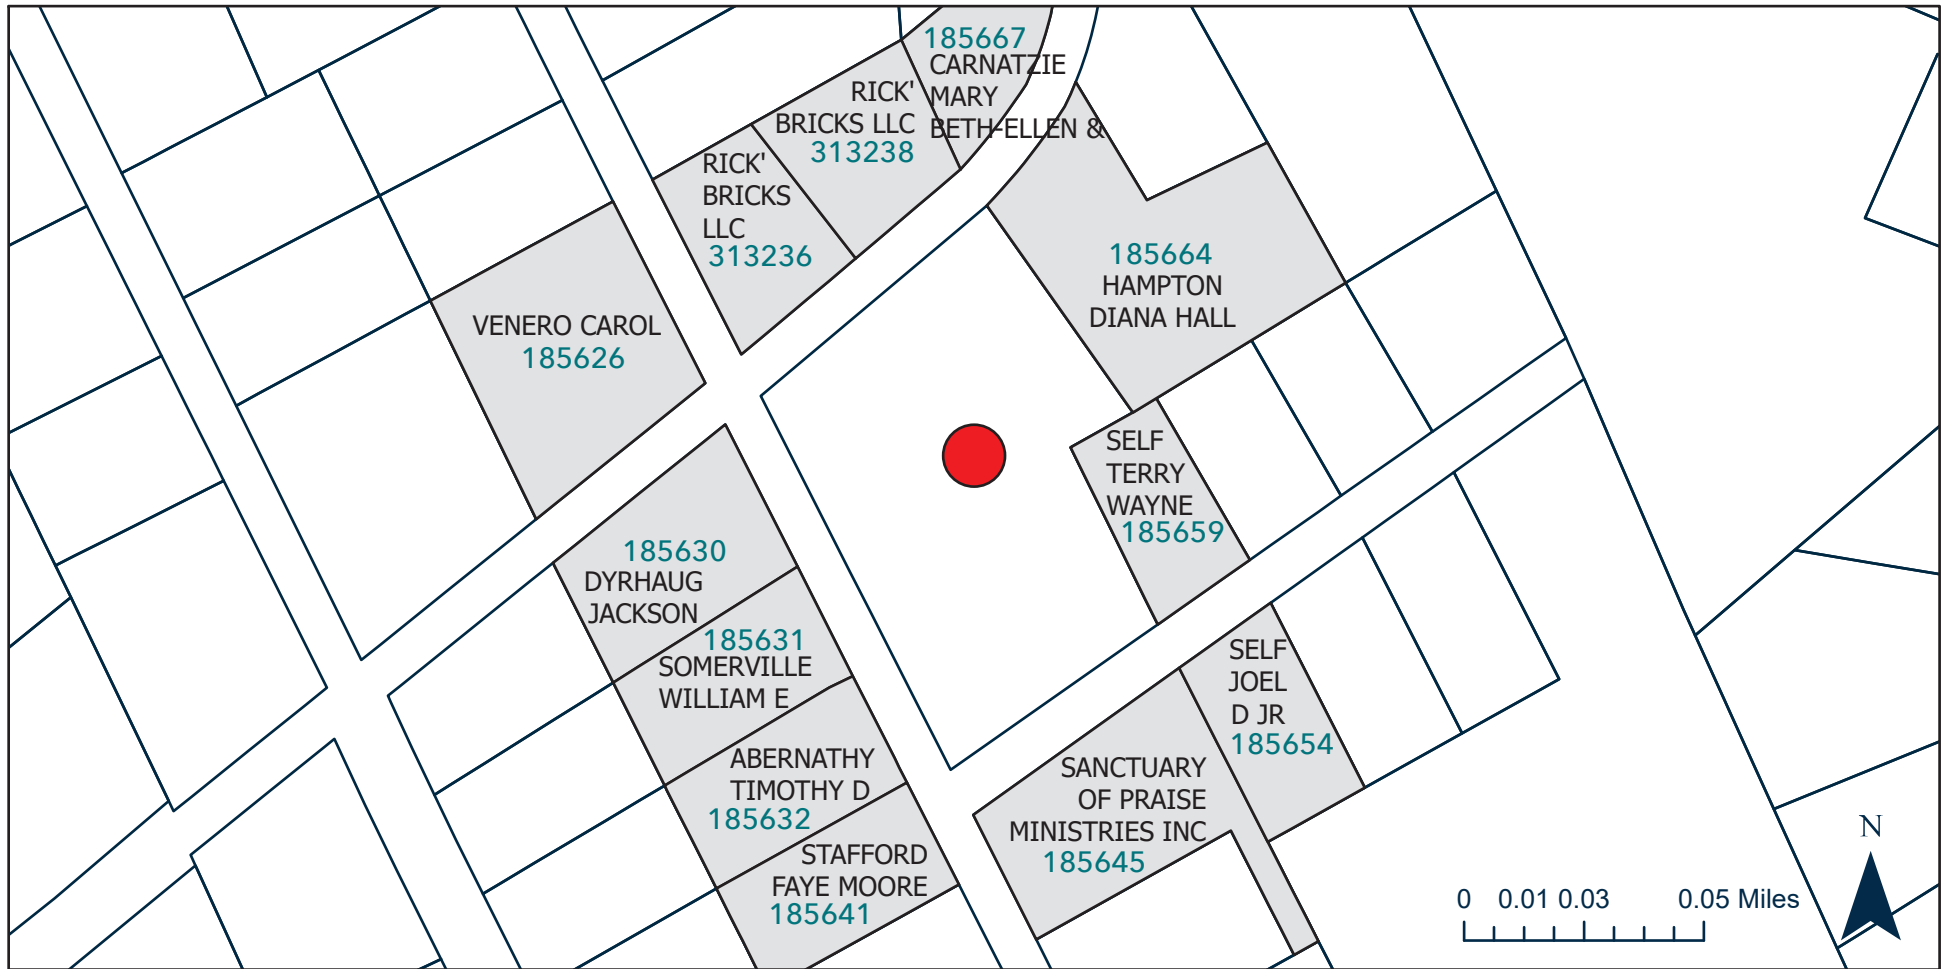 185667
CARNATZIE
MARY
BETH-ELLEN &
RICK'
BRICKS LLC
313238
RICK'
BRICKS
LLC
313236
185664
HAMPTON
DIANA HALL
VENERO CAROL
185626
SELF
TERRY
WAYNE
185659
185630
DYRHAUG
JACKSON
185631
SOMERVILLE
WILLIAM E
ABERNATHY
TIMOTHY D
185632
STAFFORD
FAYE MOORE
185641
SELF
JOEL
D JR
185654
SANCTUARY
OF PRAISE
MINISTRIES INC
185645
N
0 0.01 0.03 0.05 Miles